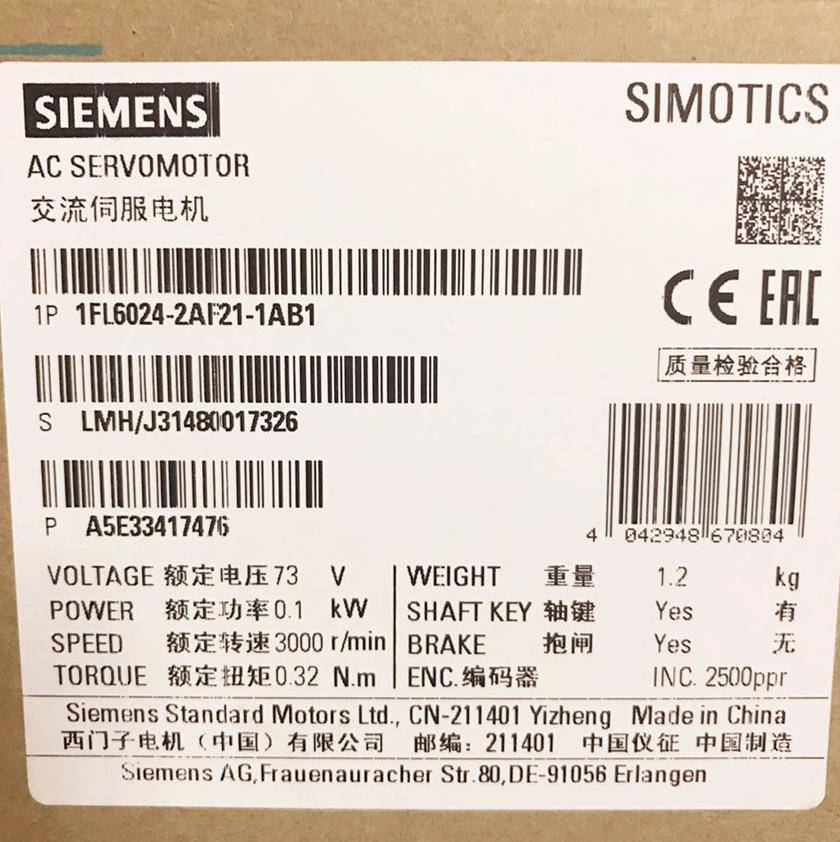 SIEMENS
SIMOTICS
AC SERVOMOTOR
交流伺服电机
1P 1FL6024-2AF21-1AB1
CE EAC
质量检验合格
S LMH/J31480017326
P A5E33417476
4 042948 670804
VOLTAGE 额定电压 73 V
POWER 额定功率 0.1 kW
SPEED 额定转速 3000 r/min
TORQUE 额定扭矩 0.32 N.m
WEIGHT 重量 1.2 kg
SHAFT KEY 轴键 Yes 有
BRAKE 抱闸 Yes 无
ENC. 编码器 INC. 2500ppr
Siemens Standard Motors Ltd., CN-211401 Yizheng Made in China
西门子电机（中国）有限公司 邮编：211401 中国仪征 中国制造
Siemens AG,Frauenauracher Str.80,DE-91056 Erlangen